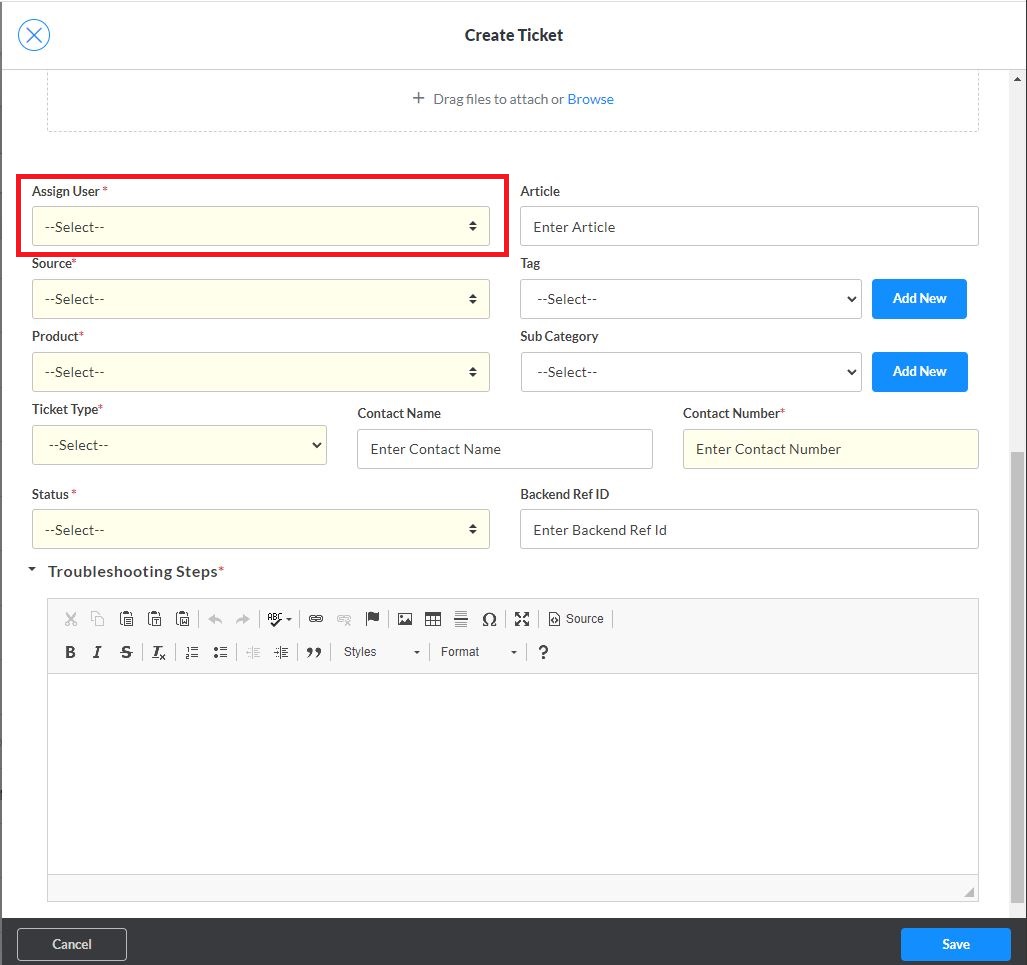 Create Ticket
+ Drag files to attach or Browse
Assign User *
Article
--Select--
Enter Article
Source*
Tag
--Select--
--Select--
Add New
Product*
Sub Category
--Select--
--Select--
Add New
Ticket Type*
Contact Name
Contact Number*
--Select--
Enter Contact Name
Enter Contact Number
Status *
Backend Ref ID
--Select--
Enter Backend Ref Id
Troubleshooting Steps*
ABC
Ω
Source
B I S Tx
Styles
Format
?
Cancel
Save